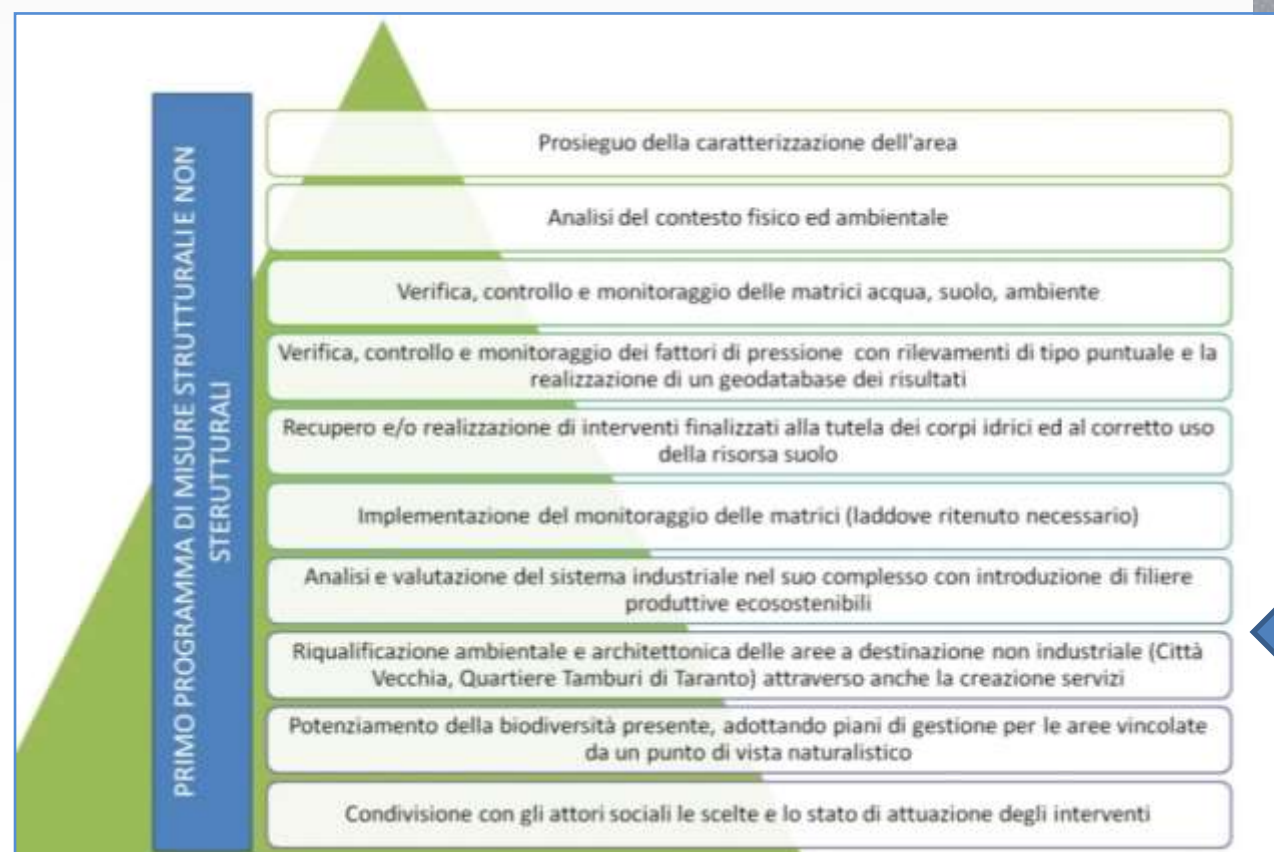 PRIMO PROGRAMMA DI MISURE STRUTTURALI E NON
STERUTTURALI
Prosieguo della caratterizzazione dell'area
Analisi del contesto fisico ed ambientale
Verifica, controllo e monitoraggio delle matrici acqua, suolo, ambiente
Verifica, controllo e monitoraggio dei fattori di pressione con rilevamenti di tipo puntuale e la
realizzazione di un geodatabase dei risultati
Recupero e/o realizzazione di interventi finalizzati alla tutela dei corpi idrici ed al corretto uso
della risorsa suolo
Implementazione del monitoraggio delle matrici (laddove ritenuto necessario)
Analisi e valutazione del sistema industriale nel suo complesso con introduzione di filiere
produttive ecosostenibili
Riqualificazione ambientale e architettonica delle aree a destinazione non industriale (Città
Vecchia, Quartiere Tamburi di Taranto) attraverso anche la creazione servizi
Potenziamento della biodiversità presente, adottando piani di gestione per le aree vincolate
da un punto di vista naturalistico
Condivisione con gli attori sociali le scelte e lo stato di attuazione degli interventi